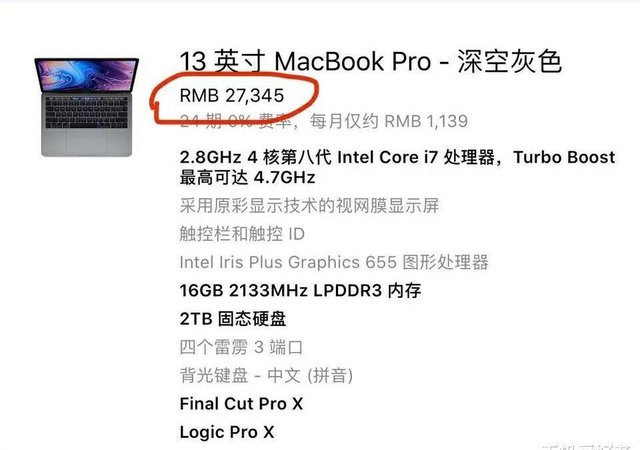 13 英寸 MacBook Pro - 深空灰色
RMB 27,345
24 期 0% 费率，每月仅约 RMB 1,139
2.8GHz 4 核第八代 Intel Core i7 处理器，Turbo Boost
最高可达 4.7GHz
采用原彩显示技术的视网膜显示屏
触控栏和触控 ID
Intel Iris Plus Graphics 655 图形处理器
16GB 2133MHz LPDDR3 内存
2TB 固态硬盘
四个雷雳 3 端口
背光键盘 - 中文 (拼音)
Final Cut Pro X
Logic Pro X